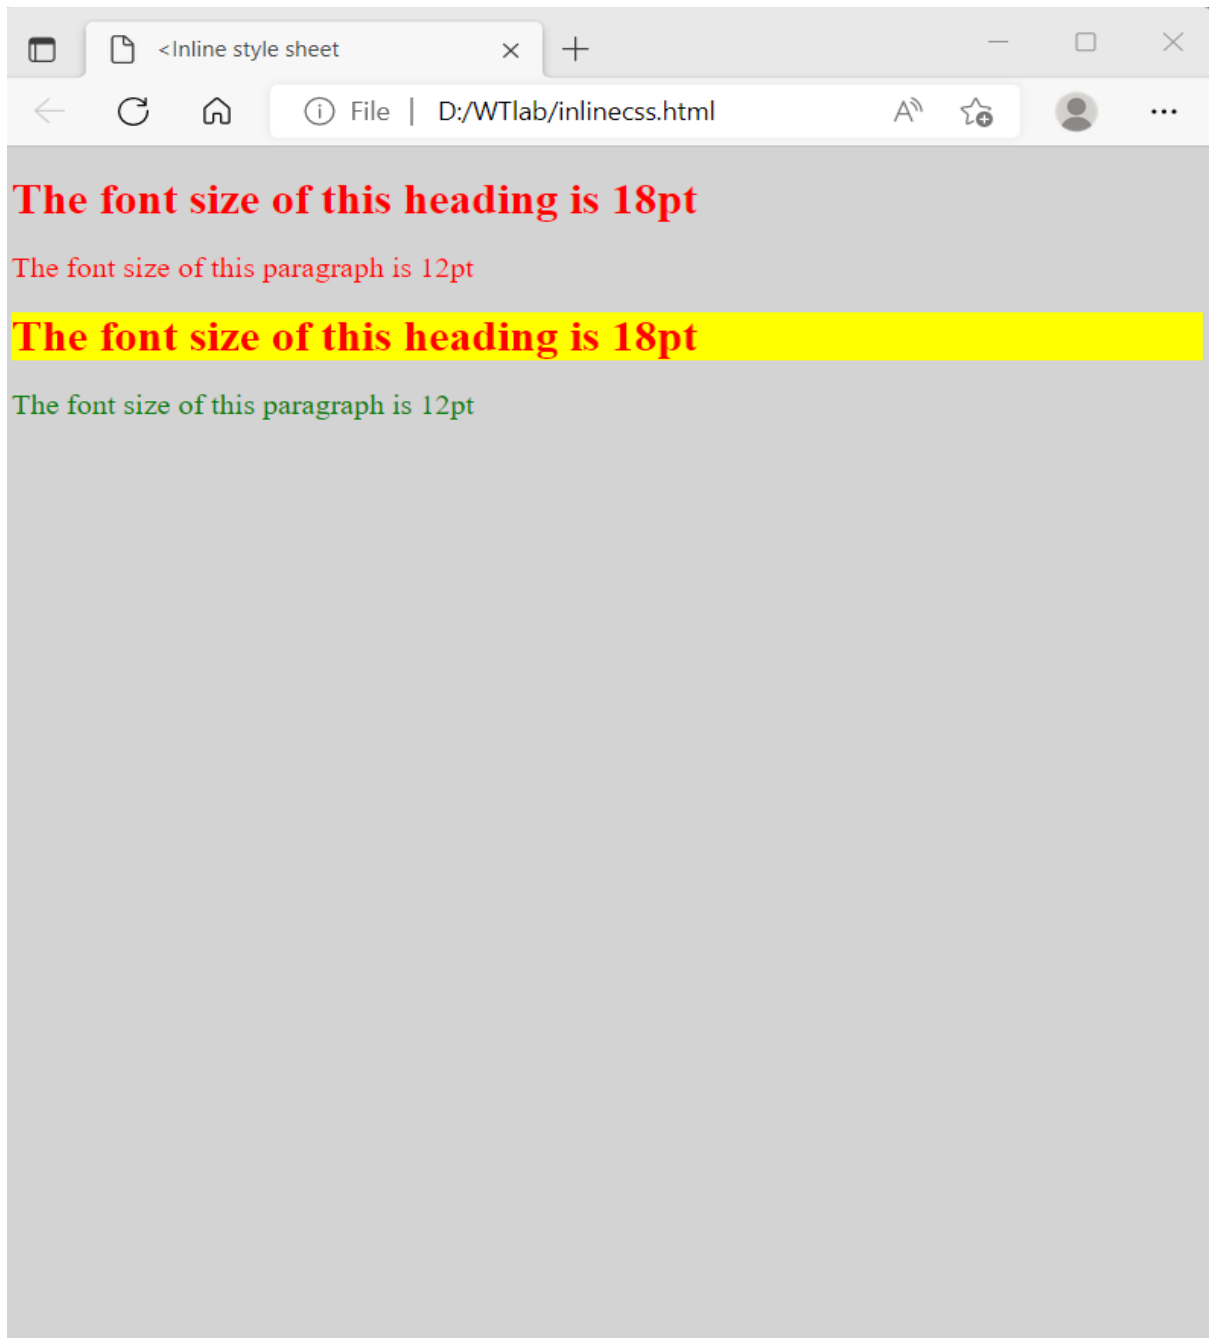 <Inline style sheet
File | D:/WTlab/inlinecss.html
The font size of this heading is 18pt
The font size of this paragraph is 12pt
The font size of this heading is 18pt
The font size of this paragraph is 12pt